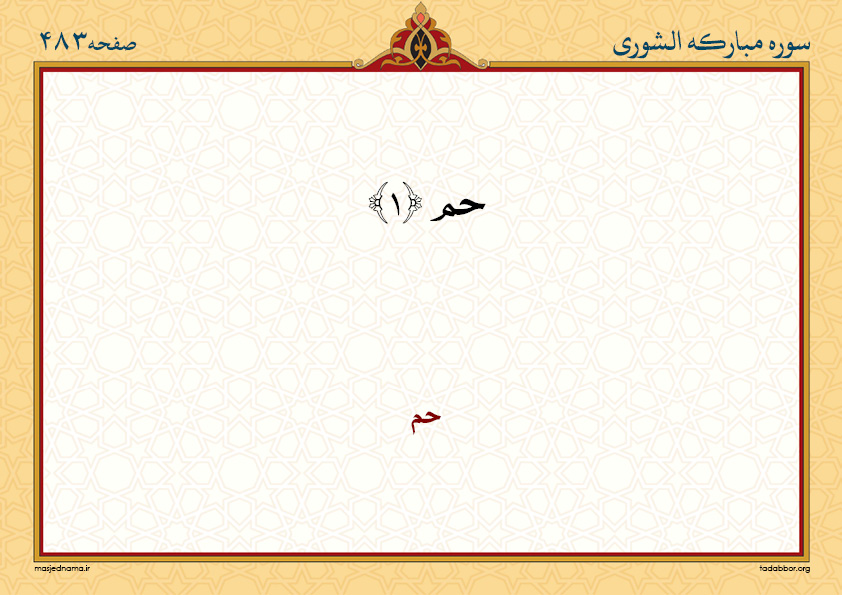 سوره مبارکه الشوری
صفحه۴۸۳
حم ﴿۱﴾
حم
masjednama.ir
tadabbor.org